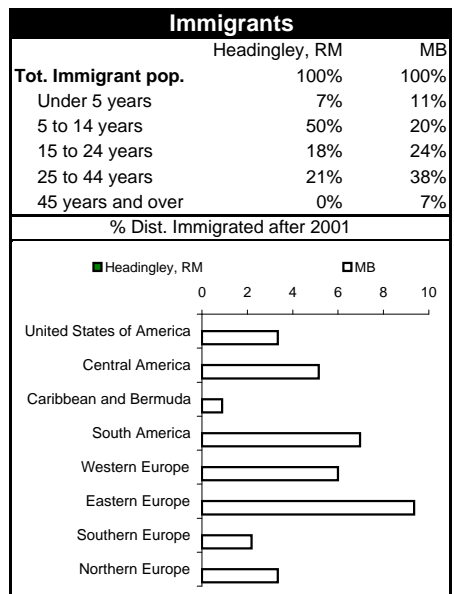 Immigrants
Headingley, RM MB
Tot. Immigrant pop. 100% 100%
Under 5 years 7% 11%
5 to 14 years 50% 20%
15 to 24 years 18% 24%
25 to 44 years 21% 38%
45 years and over 0% 7%
% Dist. Immigrated after 2001
Headingley, RM MB
0 2 4 6 8 10
United States of America
Central America
Caribbean and Bermuda
South America
Western Europe
Eastern Europe
Southern Europe
Northern Europe